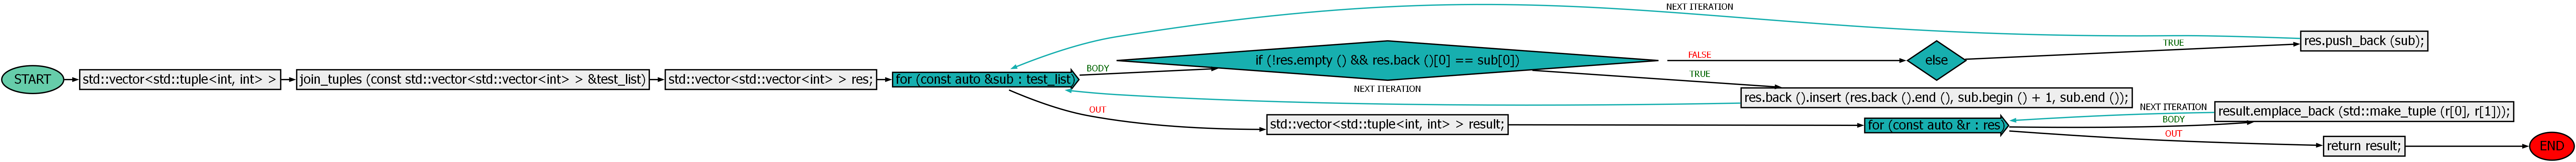 START
std::vector<std::tuple<int, int> >
join_tuples (const std::vector<std::vector<int> > &test_list)
std::vector<std::vector<int> > res;
for (const auto &sub : test_list)
BODY
if (!res.empty () && res.back ()[0] == sub[0])
FALSE
else
TRUE
res.push_back (sub);
NEXT ITERATION
TRUE
res.back ().insert (res.back ().end (), sub.begin () + 1, sub.end ());
NEXT ITERATION
OUT
std::vector<std::tuple<int, int> > result;
for (const auto &r : res)
BODY
result.emplace_back (std::make_tuple (r[0], r[1]));
NEXT ITERATION
OUT
return result;
END